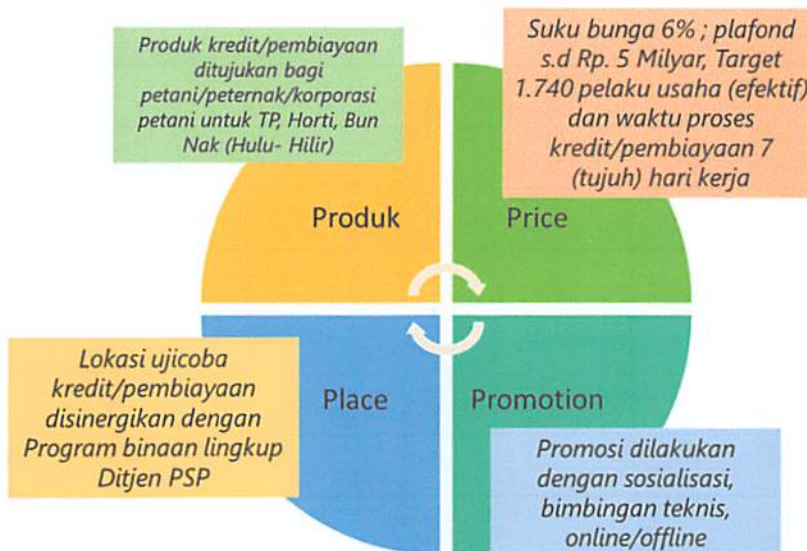 Produk kredit/pembiayaan
ditujukan bagi
petani/peternak/korporasi
petani untuk TP, Horti, Bun
Nak (Hulu- Hilir)
Suku bunga 6% ; plafond
s.d Rp. 5 Milyar, Target
1.740 pelaku usaha (efektif)
dan waktu proses
kredit/pembiayaan 7
(tujuh) hari kerja
Produk
Price
Lokasi ujicoba
kredit/pembiayaan
disinergikan dengan
Program binaan lingkup
Ditjen PSP
Place
Promotion
Promosi dilakukan
dengan sosialisasi,
bimbingan teknis,
online/offline